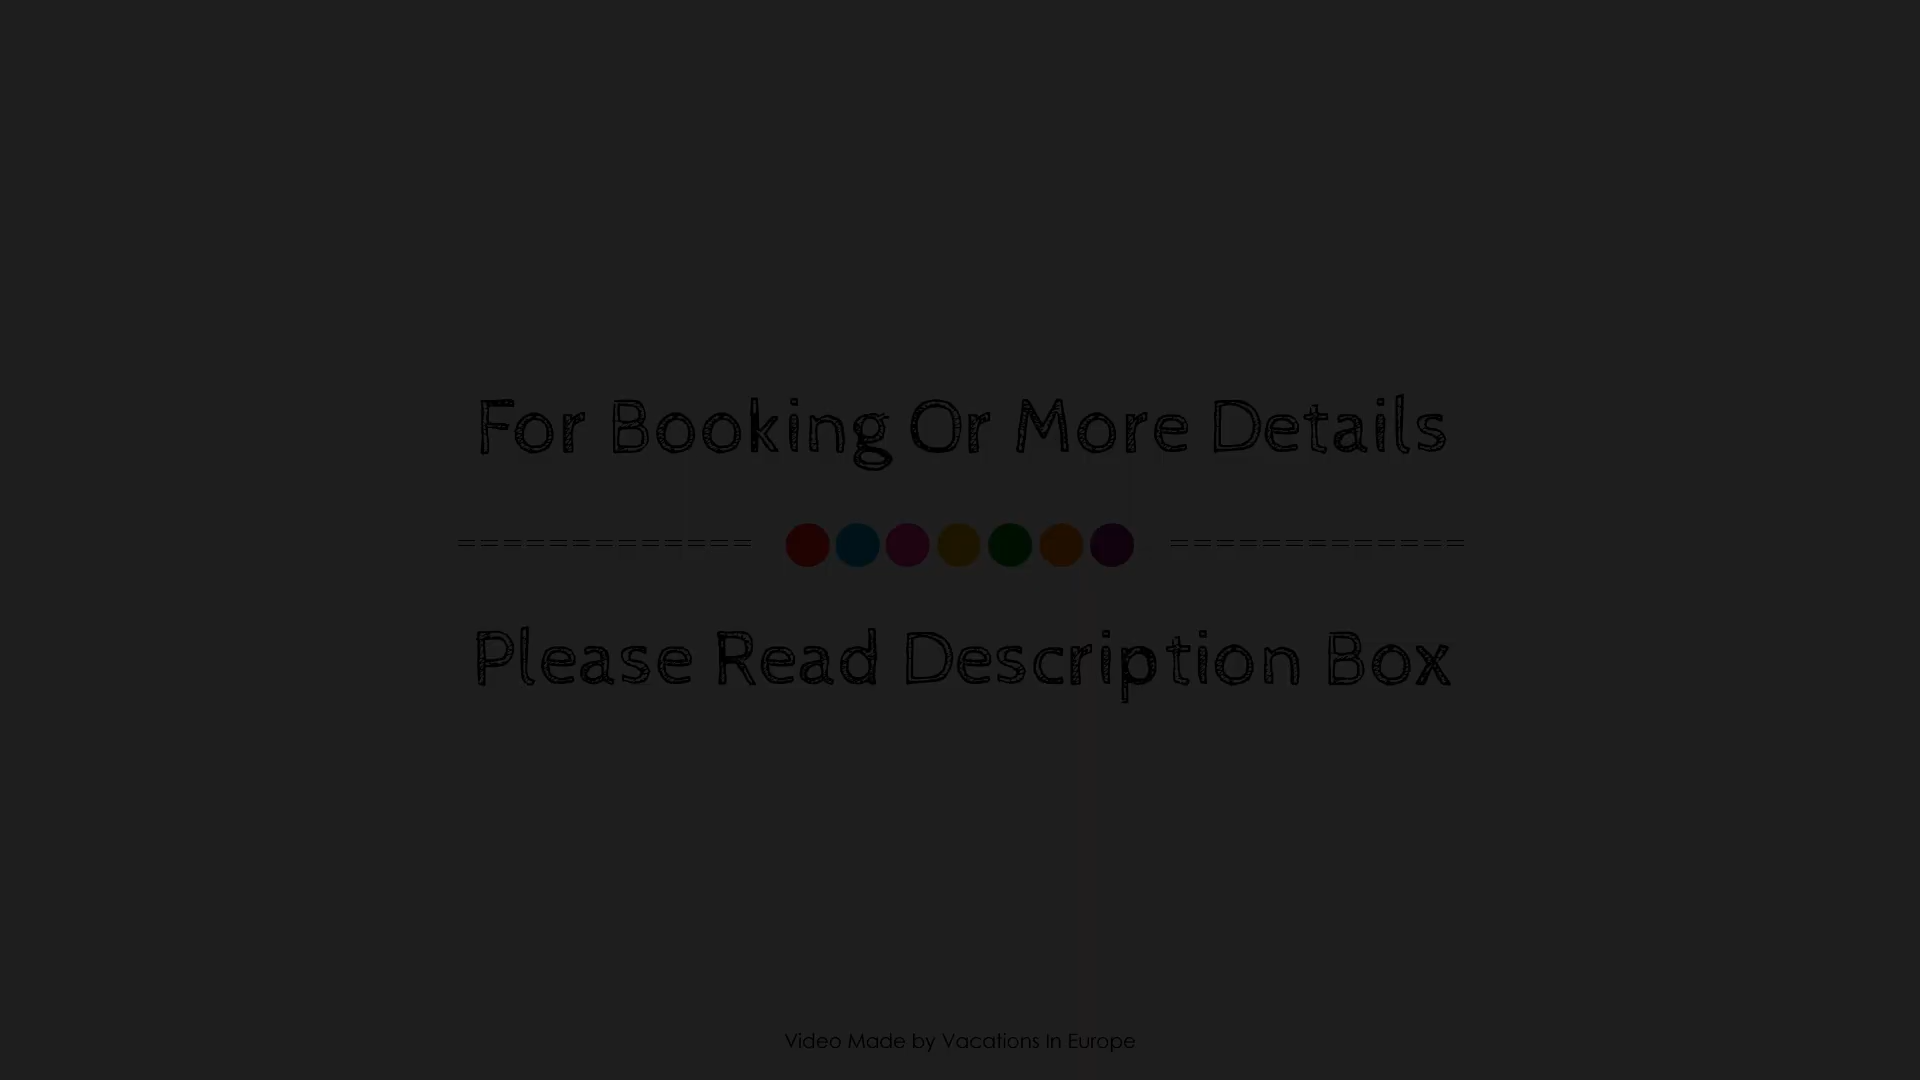 For Booking Or More Details
============= =============
Please Read Description Box
Video Made by Vacations In Europe